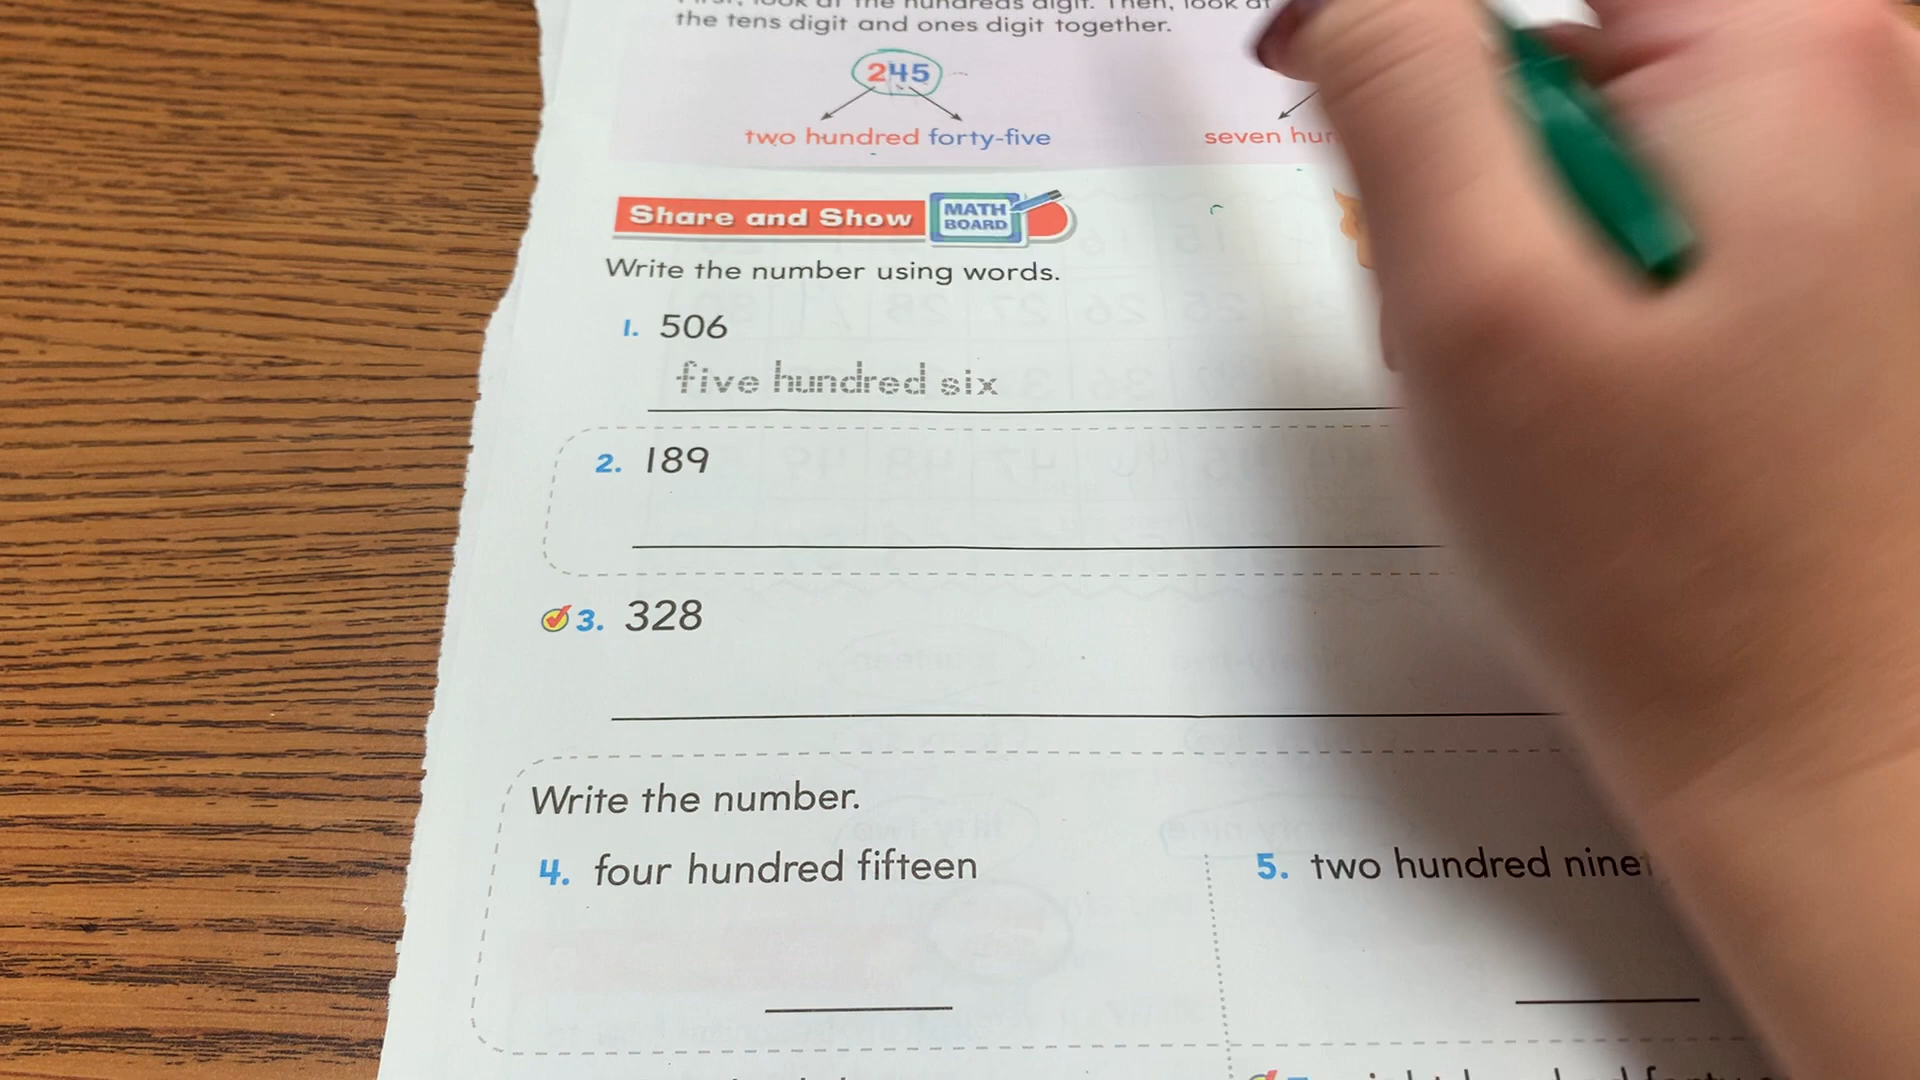 the tens digit and ones digit together.
245
two hundred forty-five
seven
Share and Show
MATH
BOARD
Write the number using words.
1. 506
five hundred six
2. 189
3. 328
Write the number.
4. four hundred fifteen
5. two hundred